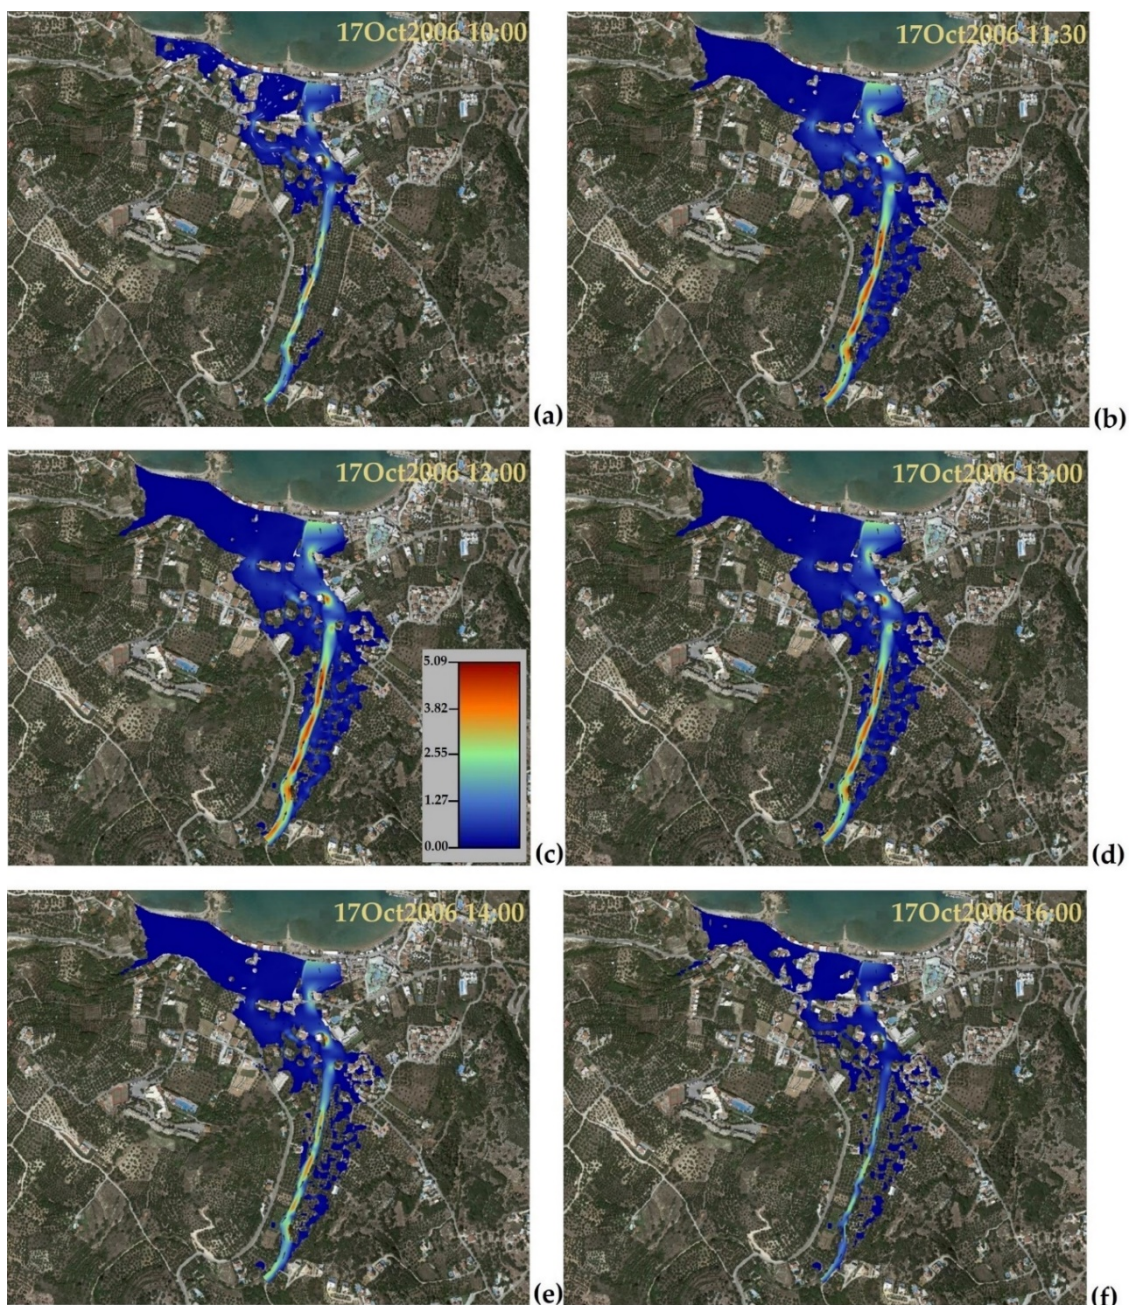 17Oct2006 10:00
(a)
17Oct2006 11:30
(b)
17Oct2006 12:00
5.09
3.82
2.55
1.27
0.00
(c)
17Oct2006 13:00
(d)
17Oct2006 14:00
(e)
17Oct2006 16:00
(f)